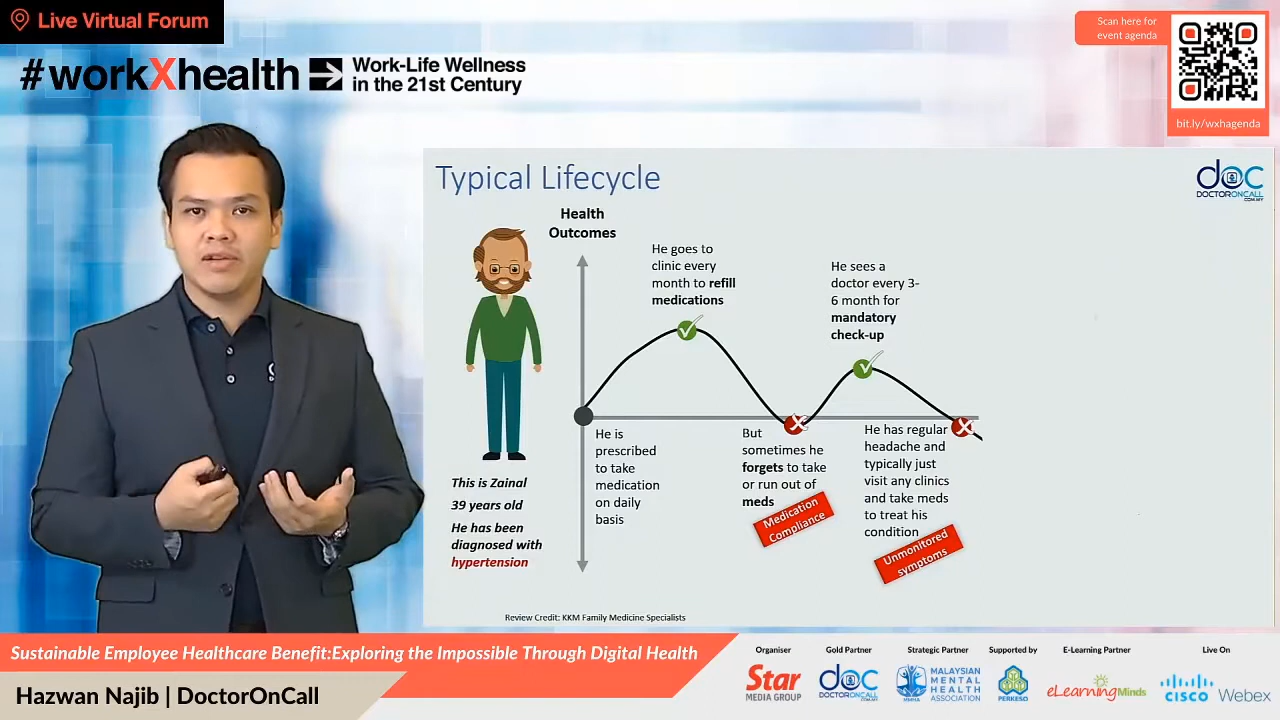 Live Virtual Forum
Scan here for
event agenda
#workXhealth
Work-Life Wellness
in the 21st Century
bit.ly/wxhagenda
Typical Lifecycle
doc
DOCTORONCALL
.COM.MY
Health
Outcomes
He goes to
clinic every
month to refill
medications
He sees a
doctor every 3-
6 month for
mandatory
check-up
He is
prescribed
to take
medication
on daily
basis
But
sometimes he
forgets to take
or run out of
meds
Medication
Compliance
He has regular
headache and
typically just
visit any clinics
and take meds
to treat his
condition
Unmonitored
symptoms
This is Zainal
39 years old
He has been
diagnosed with
hypertension
Review Credit: KKM Family Medicine Specialists
Sustainable Employee Healthcare Benefit:Exploring the Impossible Through Digital Health
Hazwan Najib | DoctorOnCall
Organiser
Star
MEDIA GROUP
Gold Partner
doc
DOCTORONCALL
.COM.MY
Strategic Partner
MMHA
MALAYSIAN
MENTAL
HEALTH
ASSOCIATION
Supported by
PERKESO
E-Learning Partner
eLearningMinds
Live On
CISCO Webex